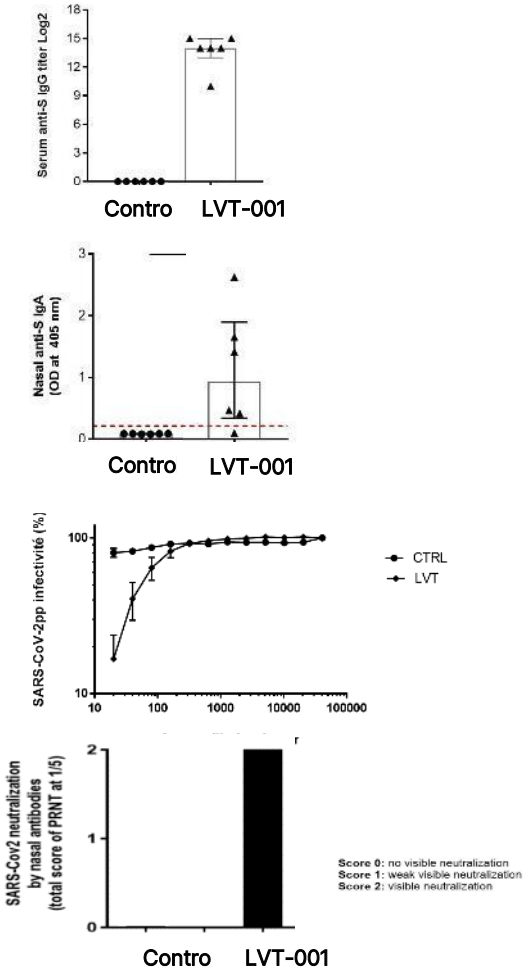 Serum anti-S IgG titer Log2
18
15
12
9
6
3
0
Contro LVT-001
Nasal anti-S IgA
(OD at 405 nm)
3
2
1
0
Contro LVT-001
SARS-CoV-2pp infectivité (%)
100
10
10 100 1000 10000 100000
CTRL
LVT
SARS-Cov2 neutralization
by nasal antibodies
(total score of PRNT at 1/5)
2
1
0
Contro LVT-001
Score 0: no visible neutralization
Score 1: weak visible neutralization
Score 2: visible neutralization